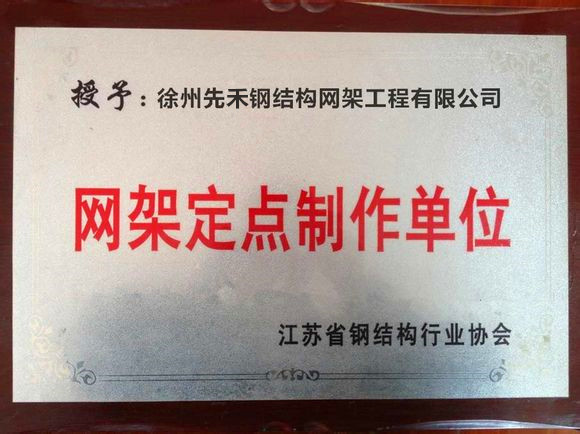 授予：徐州先禾钢结构网架工程有限公司
网架定点制作单位
江苏省钢结构行业协会